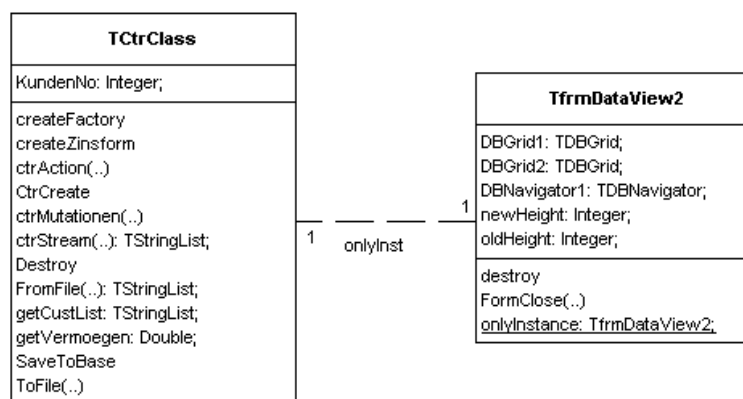 TCtrClass
KundenNo: Integer;
createFactory
createZinsform
ctrAction(..)
CtrCreate
ctrMutationen(..)
ctrStream(..): TStringList;
Destroy
FromFile(..): TStringList;
getCustList: TStringList;
getVermoegen: Double;
SaveToBase
ToFile(..)
1
onlyInst
1
TfrmDataView2
DBGrid1: TDBGrid;
DBGrid2: TDBGrid;
DBNavigator1: TDBNavigator;
newHeight: Integer;
oldHeight: Integer;
destroy
FormClose(..)
onlyInstance: TfrmDataView2;